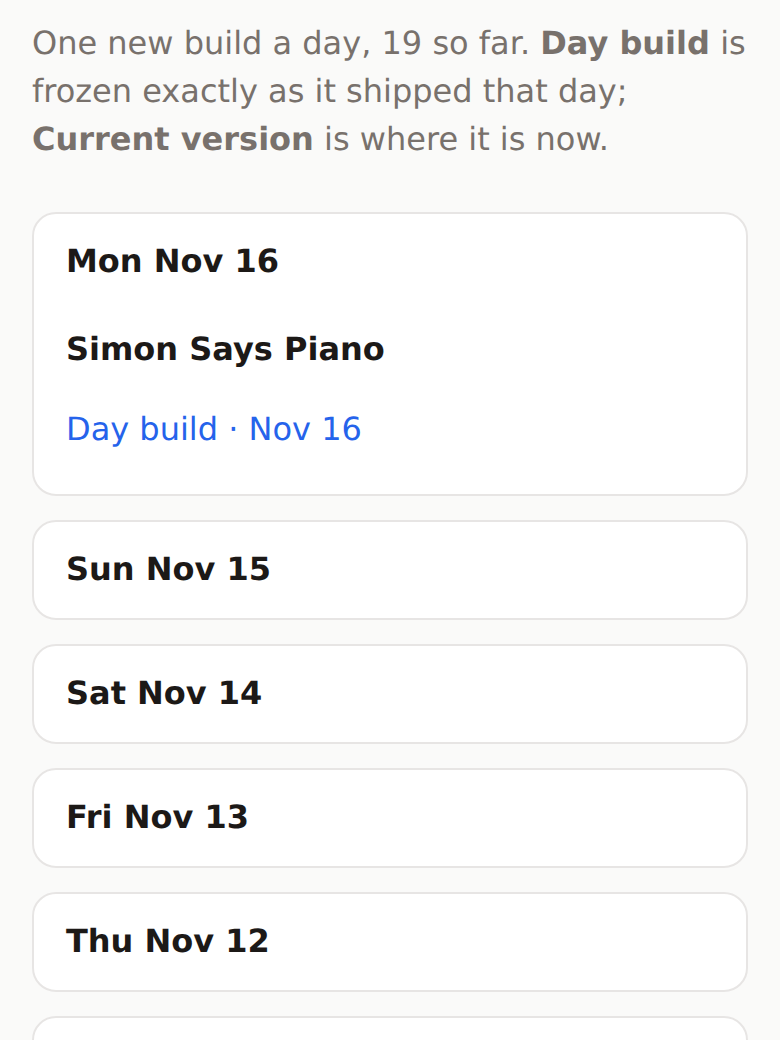 One new build a day, 19 so far. Day build is
frozen exactly as it shipped that day;
Current version is where it is now.
Mon Nov 16
Simon Says Piano
Day build · Nov 16
Sun Nov 15
Sat Nov 14
Fri Nov 13
Thu Nov 12